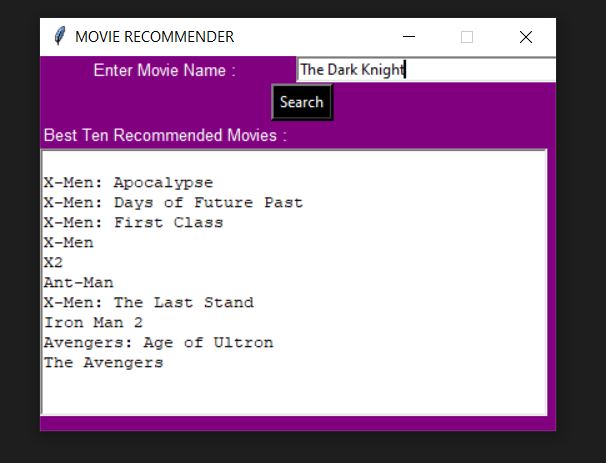 MOVIE RECOMMENDER
Enter Movie Name : The Dark Knight
Search
Best Ten Recommended Movies :
X-Men: Apocalypse
X-Men: Days of Future Past
X-Men: First Class
X-Men
X2
Ant-Man
X-Men: The Last Stand
Iron Man 2
Avengers: Age of Ultron
The Avengers